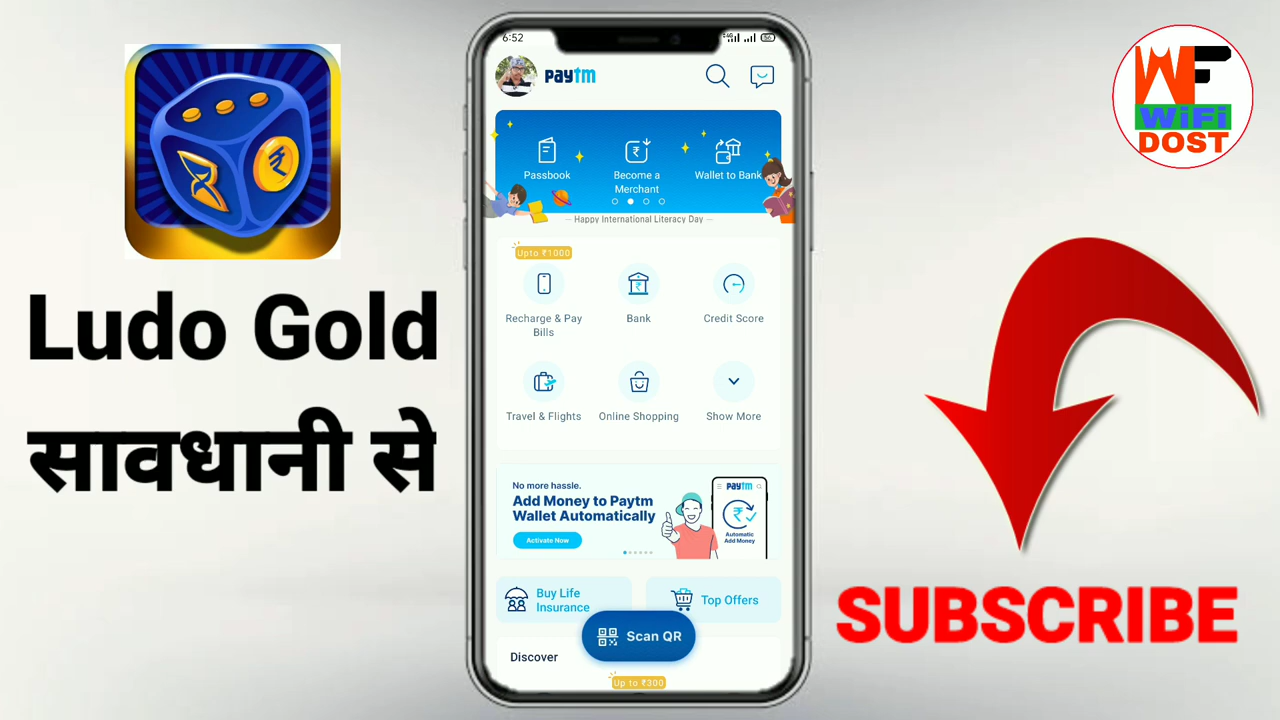 Ludo Gold
सावधानी से
6:52
paytm
Passbook
Become a
Merchant
Wallet to Bank
Happy International Literacy Day
Upto ₹1000
Recharge & Pay
Bills
Bank
Credit Score
Travel & Flights
Online Shopping
Show More
No more hassle.
Add Money to Paytm
Wallet Automatically
Activate Now
paytm
Automatic
Add Money
Buy Life
Insurance
Top Offers
Scan QR
Discover
Up to ₹300
WF
WiFi
DOST
SUBSCRIBE